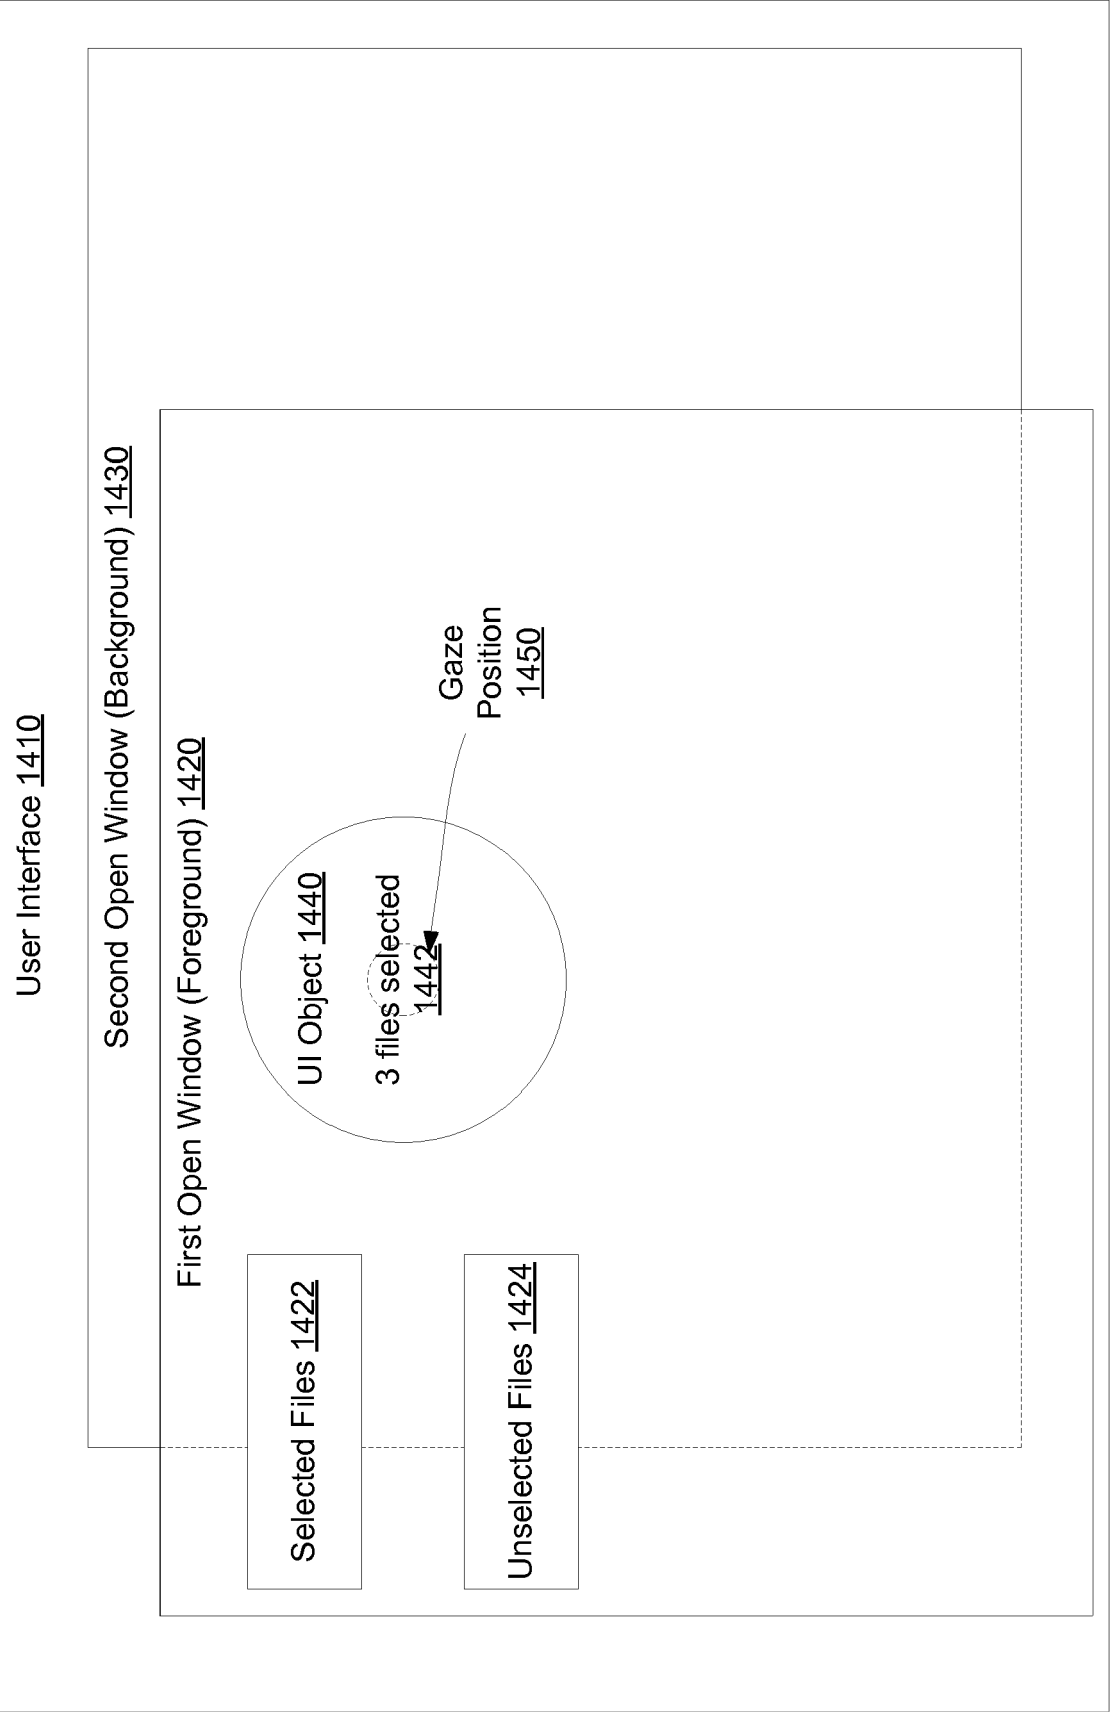 User Interface 1410
Second Open Window (Background) 1430
First Open Window (Foreground) 1420
Selected Files 1422
UI Object 1440
3 files selected
1442
Gaze
Position
1450
Unselected Files 1424